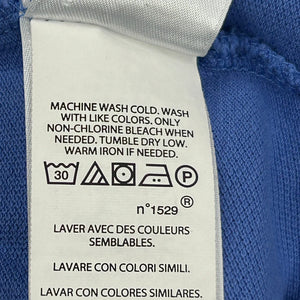 MACHINE WASH COLD. WASH
WITH LIKE COLORS. ONLY
NON-CHLORINE BLEACH WHEN
NEEDED. TUMBLE DRY LOW.
WARM IRON IF NEEDED.
30 P
n°1529 ®
LAVER AVEC DES COULEURS
SEMBLABLES.
LAVARE CON COLORI SIMILI.
LAVAR CON COLORES SIMILARES.